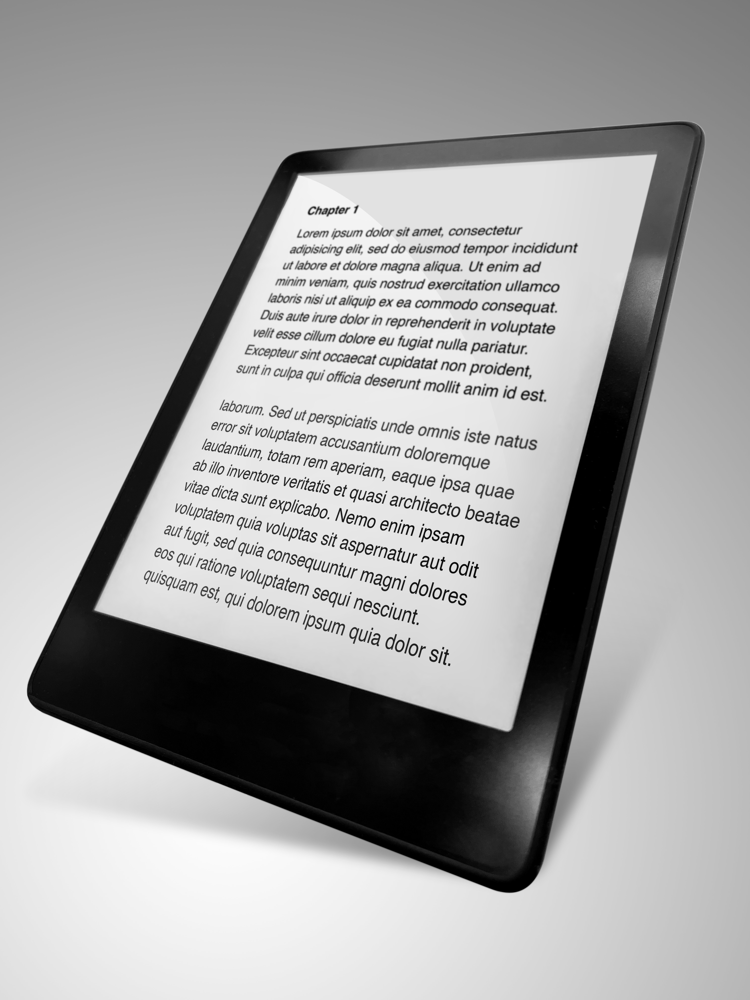 Chapter 1
Lorem ipsum dolor sit amet, consectetur
adipisicing elit, sed do eiusmod tempor incididunt
ut labore et dolore magna aliqua. Ut enim ad
minim veniam, quis nostrud exercitation ullamco
laboris nisi ut aliquip ex ea commodo consequat.
Duis aute irure dolor in reprehenderit in voluptate
velit esse cillum dolore eu fugiat nulla pariatur.
Excepteur sint occaecat cupidatat non proident,
sunt in culpa qui officia deserunt mollit anim id est.
laborum. Sed ut perspiciatis unde omnis iste natus
error sit voluptatem accusantium doloremque
laudantium, totam rem aperiam, eaque ipsa quae
ab illo inventore veritatis et quasi architecto beatae
vitae dicta sunt explicabo. Nemo enim ipsam
voluptatem quia voluptas sit aspernatur aut odit
aut fugit, sed quia consequuntur magni dolores
eos qui ratione voluptatem sequi nesciunt.
quisquam est, qui dolorem ipsum quia dolor sit.